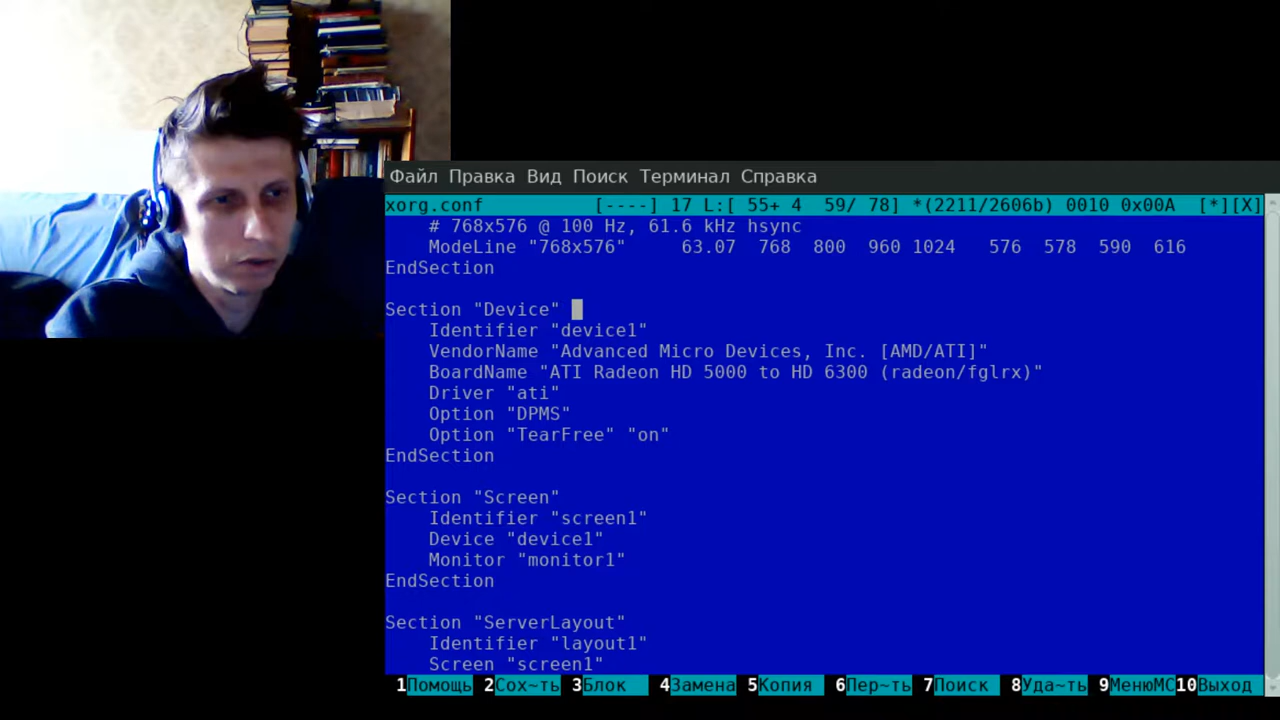 Файл Правка Вид Поиск Терминал Справка
xorg.conf [----] 17 L:[ 55+ 4 59/ 78] *(2211/2606b) 0010 0x00A [*][X]
# 768x576 @ 100 Hz, 61.6 kHz hsync
ModeLine "768x576" 63.07 768 800 960 1024 576 578 590 616
EndSection
Section "Device"
Identifier "device1"
VendorName "Advanced Micro Devices, Inc. [AMD/ATI]"
BoardName "ATI Radeon HD 5000 to HD 6300 (radeon/fglrx)"
Driver "ati"
Option "DPMS"
Option "TearFree" "on"
EndSection
Section "Screen"
Identifier "screen1"
Device "device1"
Monitor "monitor1"
EndSection
Section "ServerLayout"
Identifier "layout1"
Screen "screen1"
1Помощь 2Сох~ть 3Блок 4Замена 5Копия 6Пер~ть 7Поиск 8Уда~ть 9МенюMC 10Выход